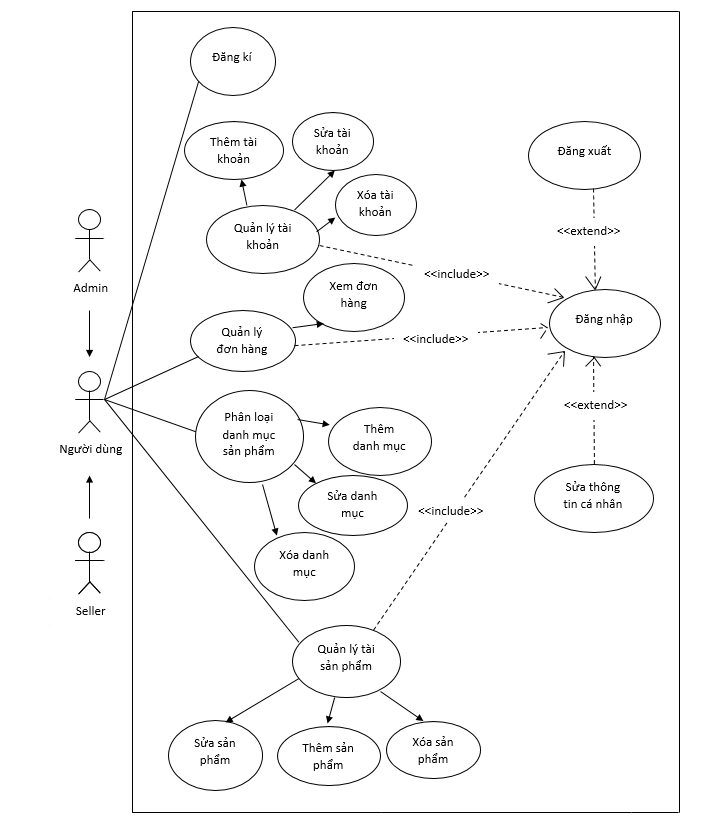 Đăng kí
Thêm tài
khoản
Sửa tài
khoản
Đăng xuất
Xóa tài
khoản
Quản lý tài
khoản
<<extend>>
<<include>>
Admin
Xem đơn
hàng
Đăng nhập
Quản lý
đơn hàng
<<include>>
Người dùng
Phân loại
danh mục
sản phẩm
Thêm
danh mục
<<extend>>
Sửa danh
mục
<<include>>
Sửa thông
tin cá nhân
Xóa danh
mục
Seller
Quản lý tài
sản phẩm
Sửa sản
phẩm
Thêm sản
phẩm
Xóa sản
phẩm